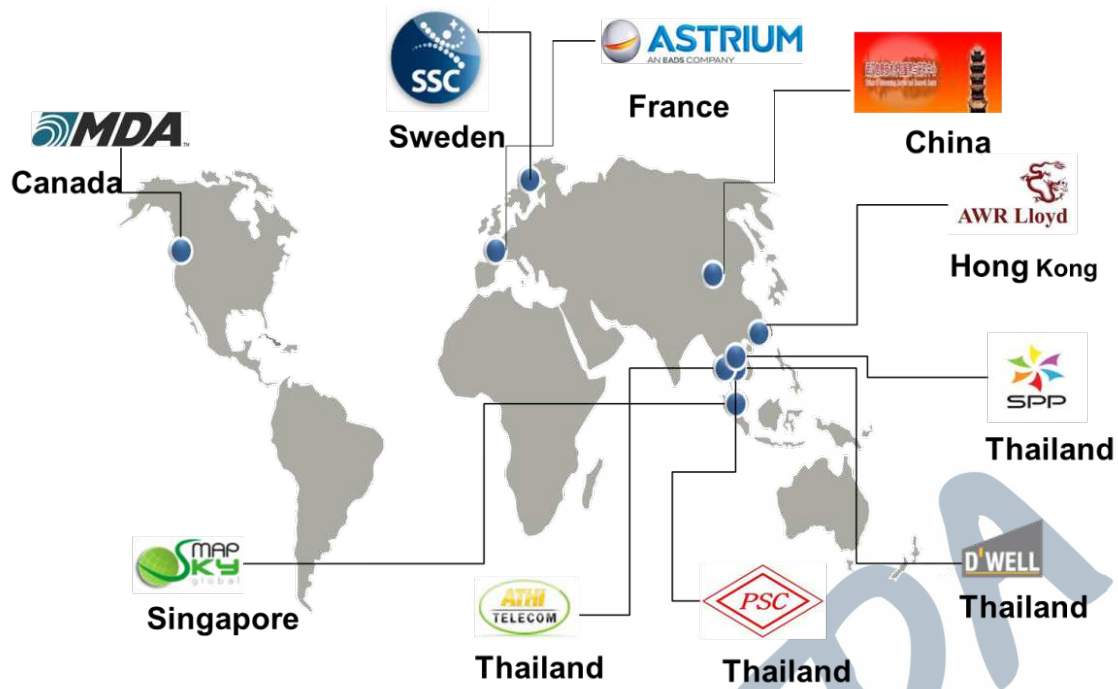 SSC
Sweden
ASTRIUM
AN EADS COMPANY
France
China
MDA
Canada
AWR Lloyd
Hong Kong
SPP
Thailand
MAP
SKY
global
Singapore
ATHI
TELECOM
Thailand
PSC
Thailand
D'WELL
Thailand